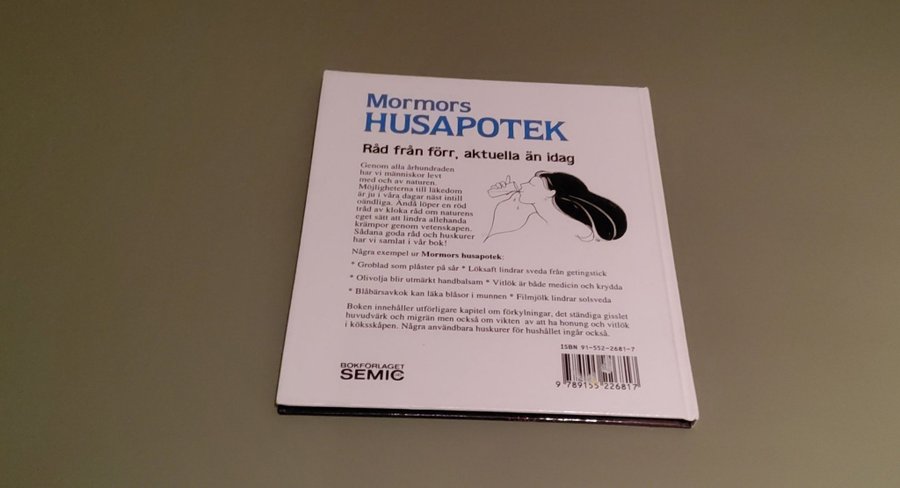 Mormors
HUSAPOTEK
Råd från förr, aktuella än idag
Genom alla århundraden
har vi människor levt
med och av naturen.
Möjligheterna till läkedom
är ju i våra dagar näst intill
oändliga. Ändå löper en röd
tråd av kloka råd om naturens
eget sätt att lindra allehanda
krämpor genom vetenskapen.
Sådana goda råd och huskurer
har vi samlat i vår bok!
Några exempel ur Mormors husapotek:
* Groblad som plåster på sår * Löksaft lindrar sveda från getingstick
* Olivolja blir utmärkt handbalsam * Vitlök är både medicin och krydda
* Blåbärsavkok kan läka blåsor i munnen * Filmjölk lindrar solsveda
Boken innehåller utförligare kapitel om förkylningar, det ständiga gisslet
huvudvärk och migrän men också om vikten av att ha honung och vitlök
i köksskåpen. Några användbara huskurer för hushållet ingår också.
ISBN 91-552-2681-7
BOKFÖRLAGET
SEMIC
9 789155 226817